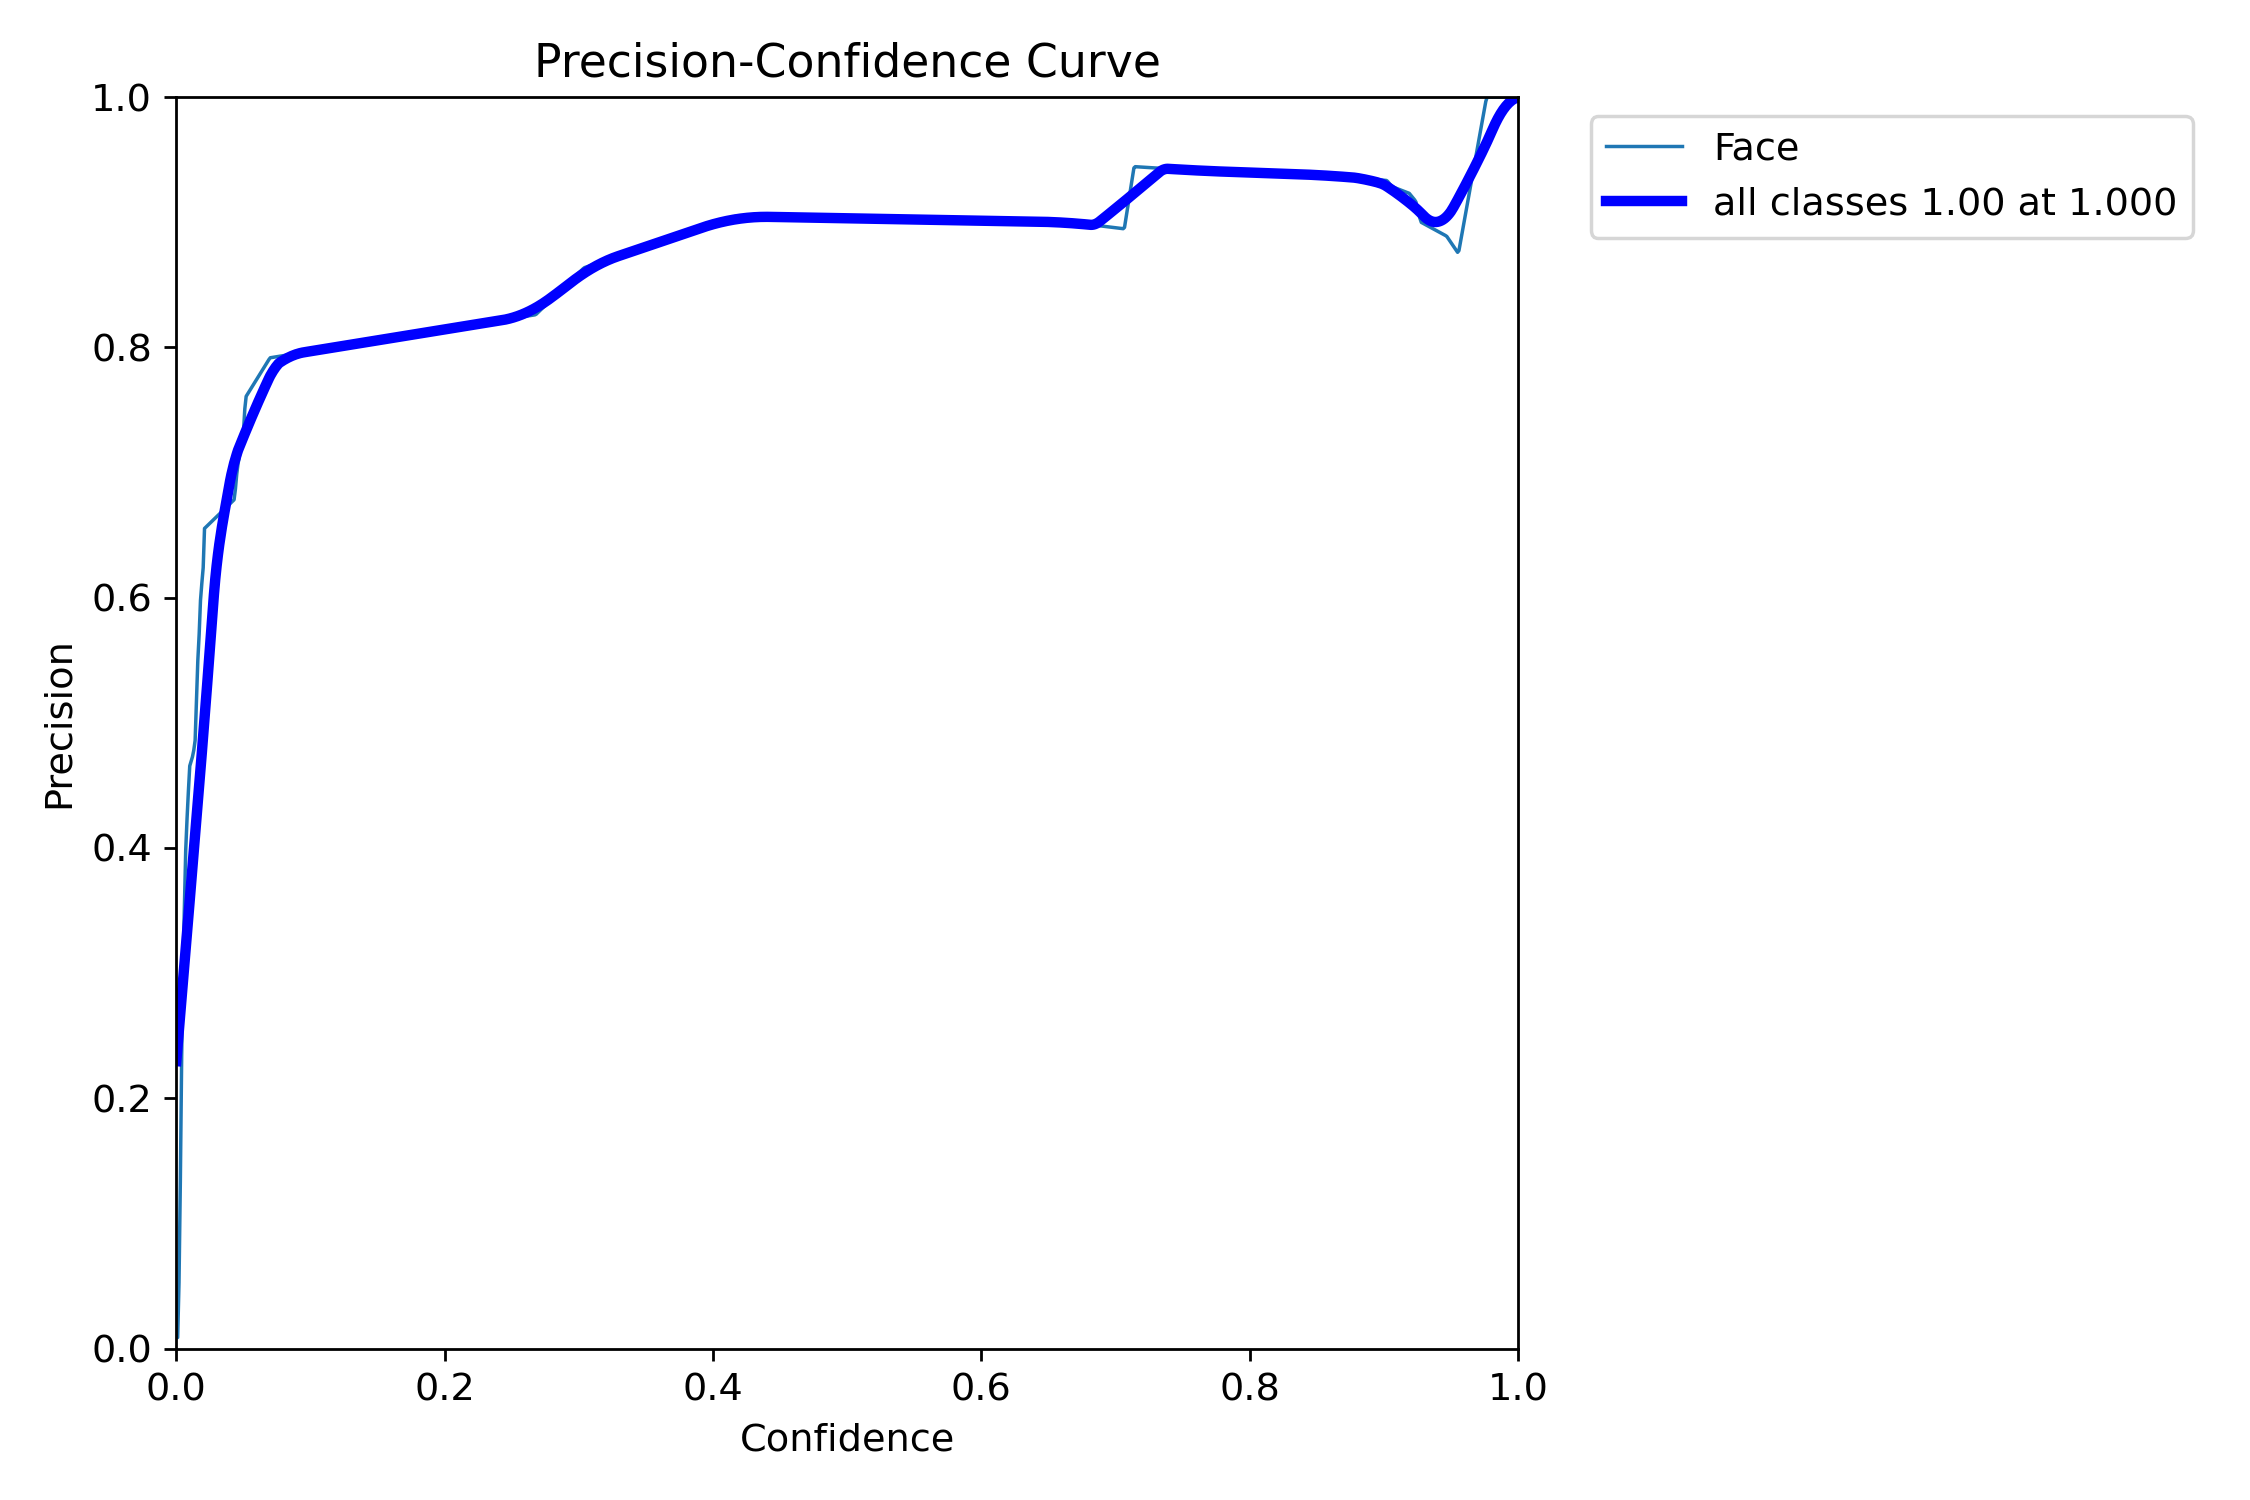 Precision-Confidence Curve
1.0
0.8
0.6
0.4
0.2
0.0
Precision
0.0 0.2 0.4 0.6 0.8 1.0
Confidence
Face
all classes 1.00 at 1.000